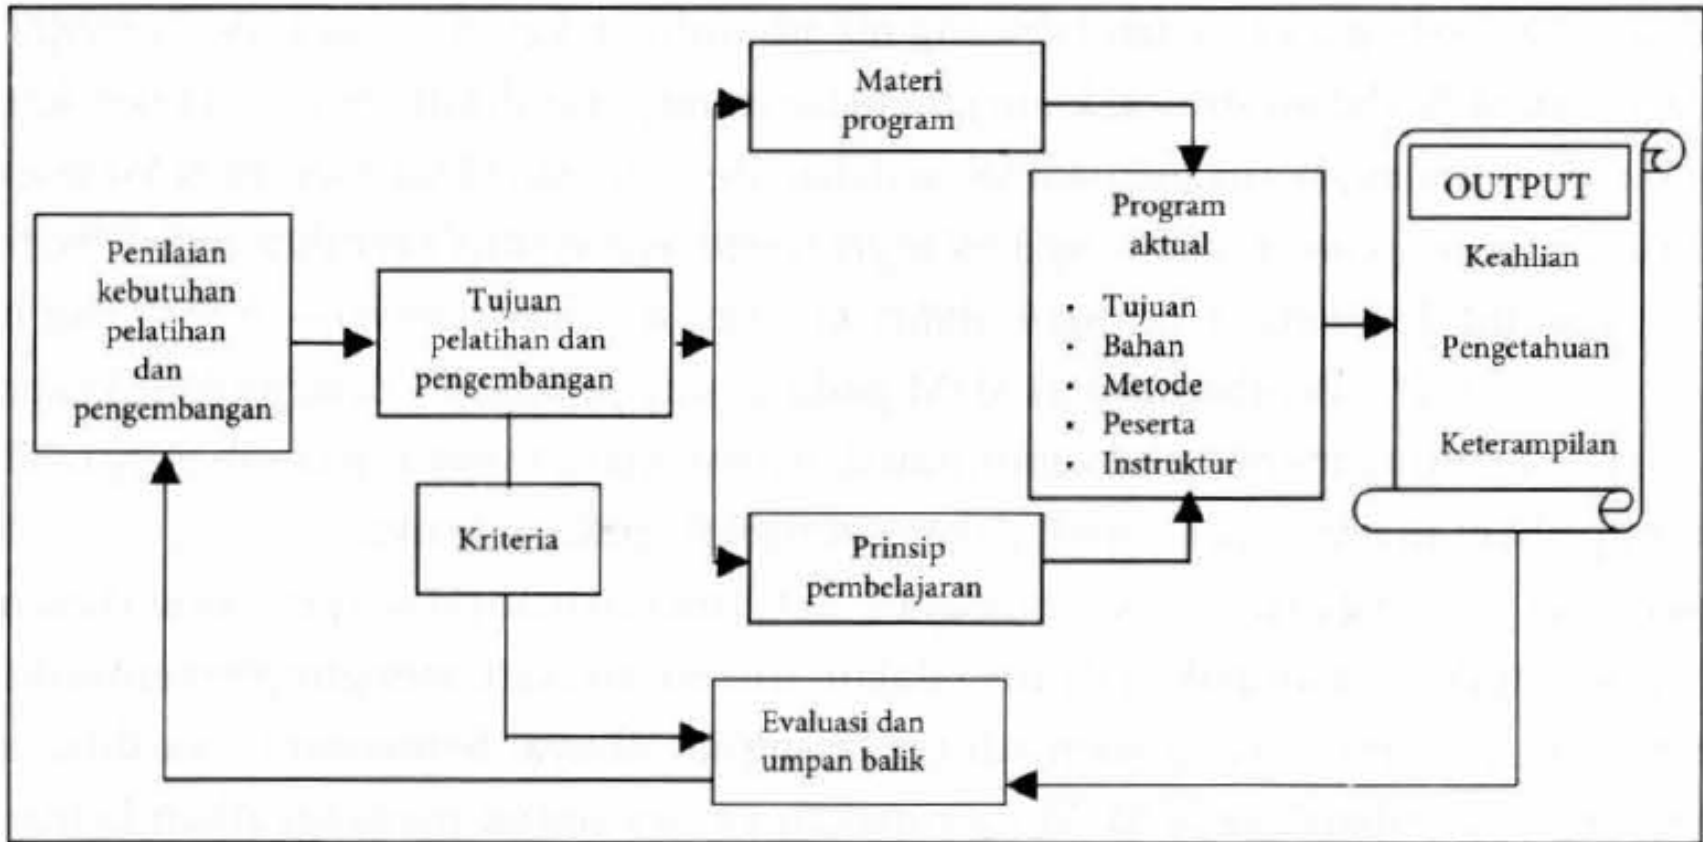 Penilaian
kebutuhan
pelatihan
dan
pengembangan
Tujuan
pelatihan dan
pengembangan
Kriteria
Materi
program
Prinsip
pembelajaran
Program
aktual
• Tujuan
• Bahan
• Metode
• Peserta
• Instruktur
OUTPUT
Keahlian
Pengetahuan
Keterampilan
Evaluasi dan
umpan balik